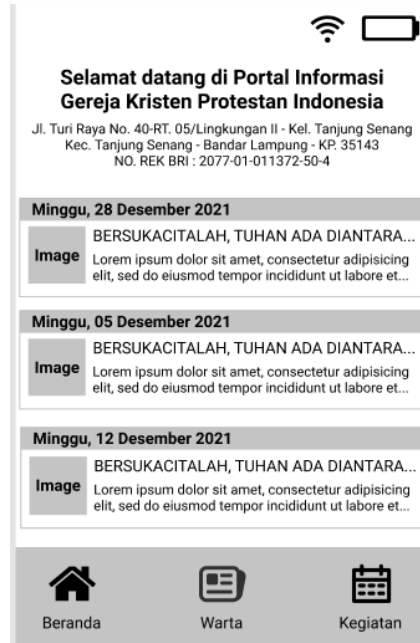 Selamat datang di Portal Informasi
Gereja Kristen Protestan Indonesia
Jl. Turi Raya No. 40-RT. 05/Lingkungan II - Kel. Tanjung Senang
Kec. Tanjung Senang - Bandar Lampung - KP. 35143
NO. REK BRI : 2077-01-011372-50-4
Minggu, 28 Desember 2021
Image
BERSUKACITALAH, TUHAN ADA DIANTARA...
Lorem ipsum dolor sit amet, consectetur adipisicing
elit, sed do eiusmod tempor incididunt ut labore et...
Minggu, 05 Desember 2021
Image
BERSUKACITALAH, TUHAN ADA DIANTARA...
Lorem ipsum dolor sit amet, consectetur adipisicing
elit, sed do eiusmod tempor incididunt ut labore et...
Minggu, 12 Desember 2021
Image
BERSUKACITALAH, TUHAN ADA DIANTARA...
Lorem ipsum dolor sit amet, consectetur adipisicing
elit, sed do eiusmod tempor incididunt ut labore et...
Beranda
Warta
Kegiatan